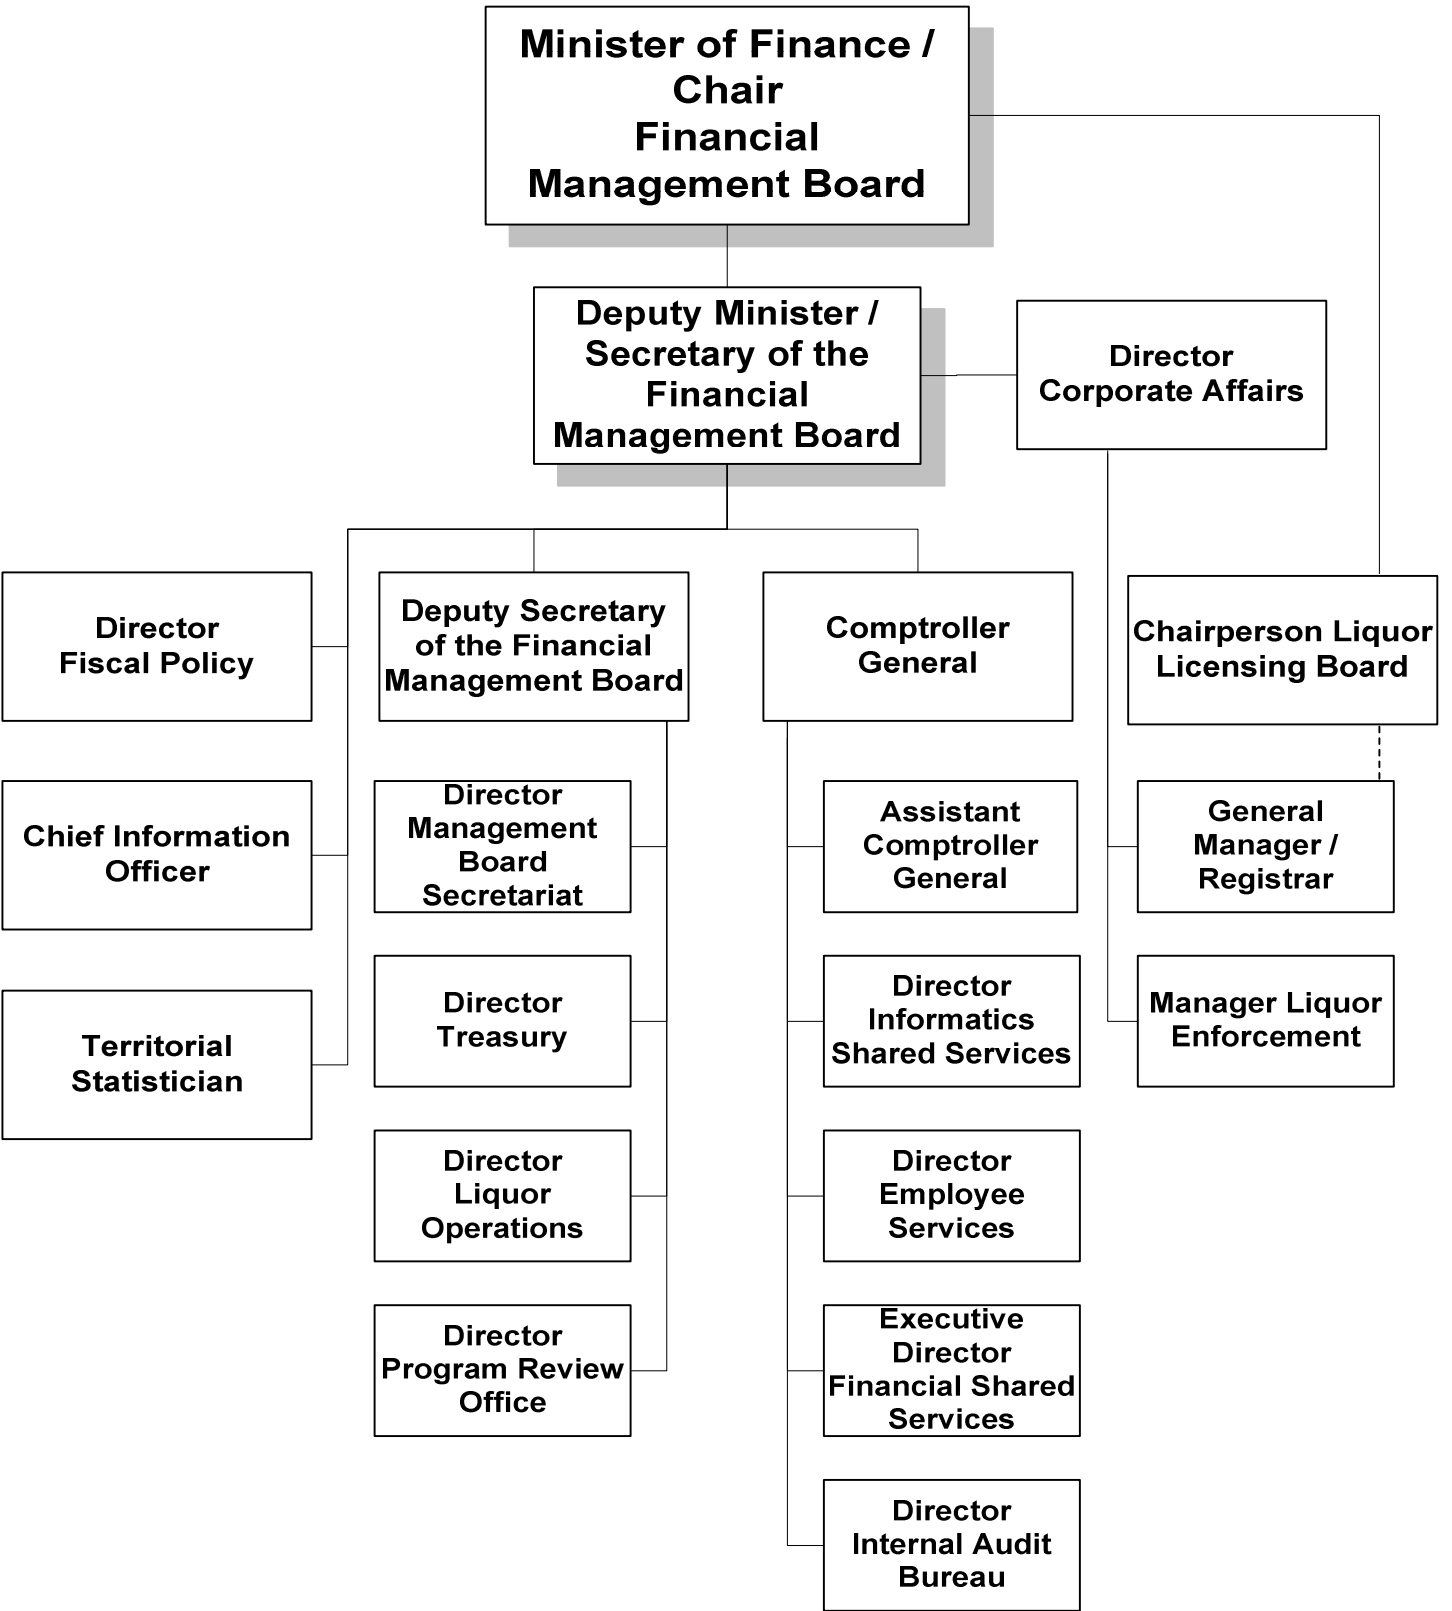 Minister of Finance /
Chair
Financial
Management Board
Deputy Minister /
Secretary of the
Financial
Management Board
Director
Corporate Affairs
Director
Fiscal Policy
Deputy Secretary
of the Financial
Management Board
Comptroller
General
Chairperson Liquor
Licensing Board
Chief Information
Officer
Director
Management
Board
Secretariat
Assistant
Comptroller
General
General
Manager /
Registrar
Territorial
Statistician
Director
Treasury
Director
Informatics
Shared Services
Manager Liquor
Enforcement
Director
Liquor
Operations
Director
Employee
Services
Director
Program Review
Office
Executive
Director
Financial Shared
Services
Director
Internal Audit
Bureau